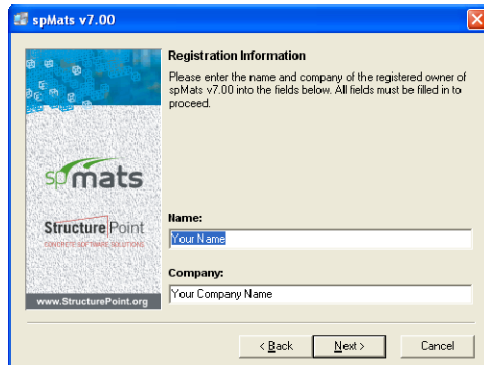 spMats v7.00
Registration Information
Please enter the name and company of the registered owner of
spMats v7.00 into the fields below. All fields must be filled in to
proceed.
spmats
Structure Point
CONCRETE SOFTWARE SOLUTIONS
Name:
Your Name
Company:
Your Company Name
www.StructurePoint.org
< Back
Next >
Cancel